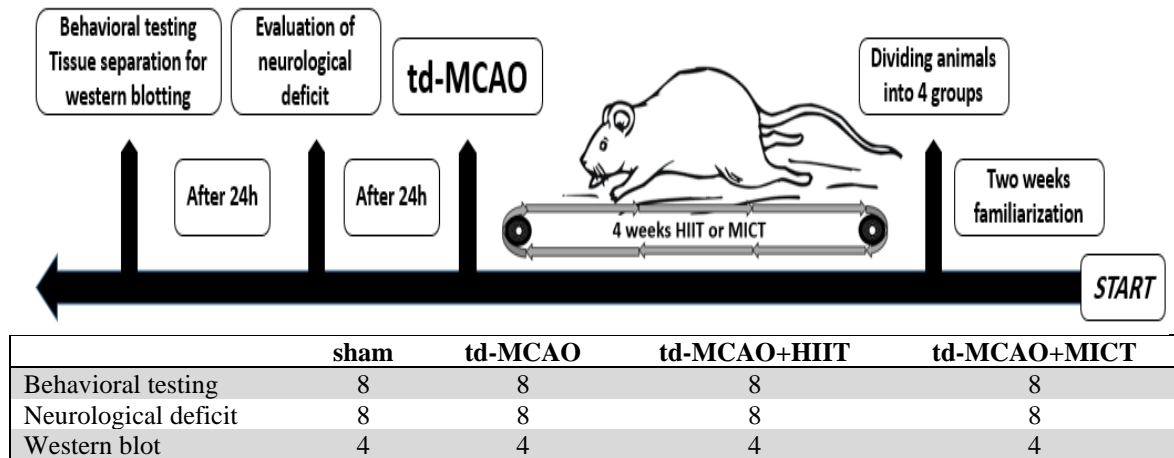 Behavioral testing
Tissue separation for
western blotting
Evaluation of
neurological
deficit
td-MCAO
Dividing animals
into 4 groups
After 24h
After 24h
Two weeks
familiarization
4 weeks HIIT or MICT
START
sham td-MCAO td-MCAO+HIIT td-MCAO+MICT
Behavioral testing 8 8 8 8
Neurological deficit 8 8 8 8
Western blot 4 4 4 4